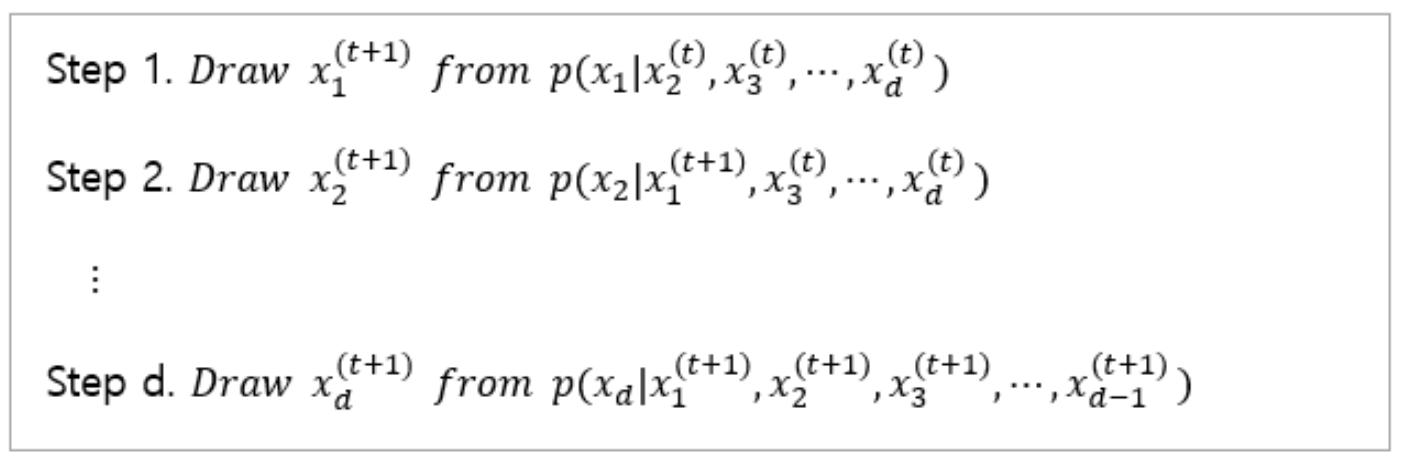 Step 1. Draw x_1^{(t+1)} from p(x_1|x_2^{(t)}, x_3^{(t)}, ⋯, x_d^{(t)})
Step 2. Draw x_2^{(t+1)} from p(x_2|x_1^{(t+1)}, x_3^{(t)}, ⋯, x_d^{(t)})
⋮
Step d. Draw x_d^{(t+1)} from p(x_d|x_1^{(t+1)}, x_2^{(t+1)}, x_3^{(t+1)}, ⋯, x_{d−1}^{(t+1)})